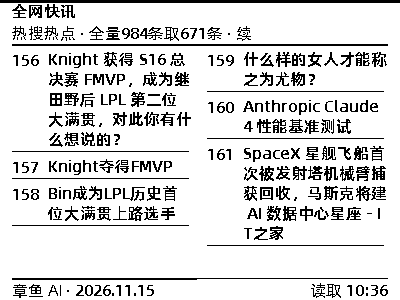 全网快讯
热搜热点 · 全量984条取671条 · 续
156 Knight 获得 S16 总
决赛 FMVP，成为继
田野后 LPL 第二位
大满贯，对此你有什
么想说的？
157 Knight夺得FMVP
158 Bin成为LPL历史首
位大满贯上路选手
159 什么样的女人才能称
之为尤物？
160 Anthropic Claude
4 性能基准测试
161 SpaceX 星舰飞船首
次被发射塔机械臂捕
获回收，马斯克将建
AI 数据中心星座 - I
T之家
章鱼 AI · 2026.11.15
读取 10:36